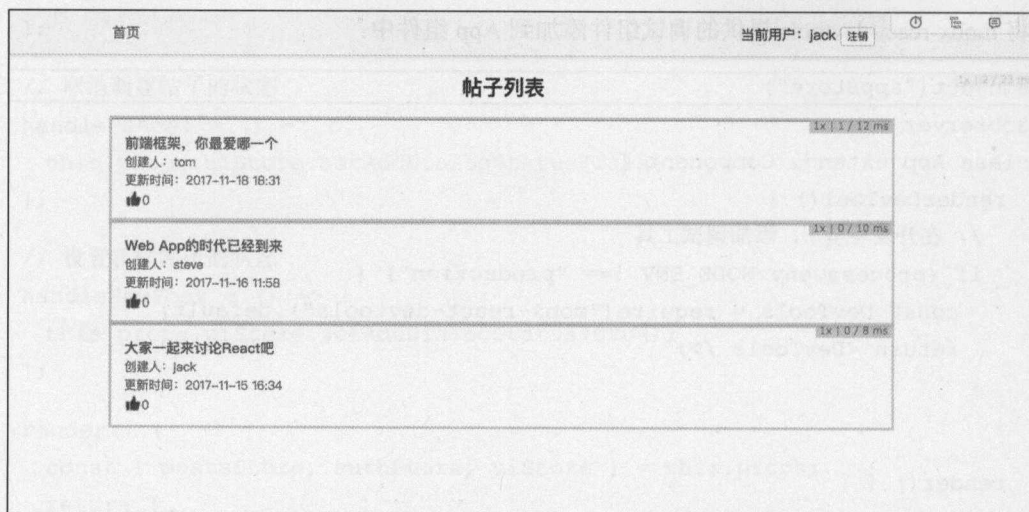 首页
当前用户：jack 注销
帖子列表
1x | 1 / 12 ms
前端框架，你最爱哪一个
创建人：tom
更新时间：2017-11-18 18:31
0
1x | 0 / 10 ms
Web App的时代已经到来
创建人：steve
更新时间：2017-11-16 11:58
0
1x | 0 / 8 ms
大家一起来讨论React吧
创建人：jack
更新时间：2017-11-15 16:34
0